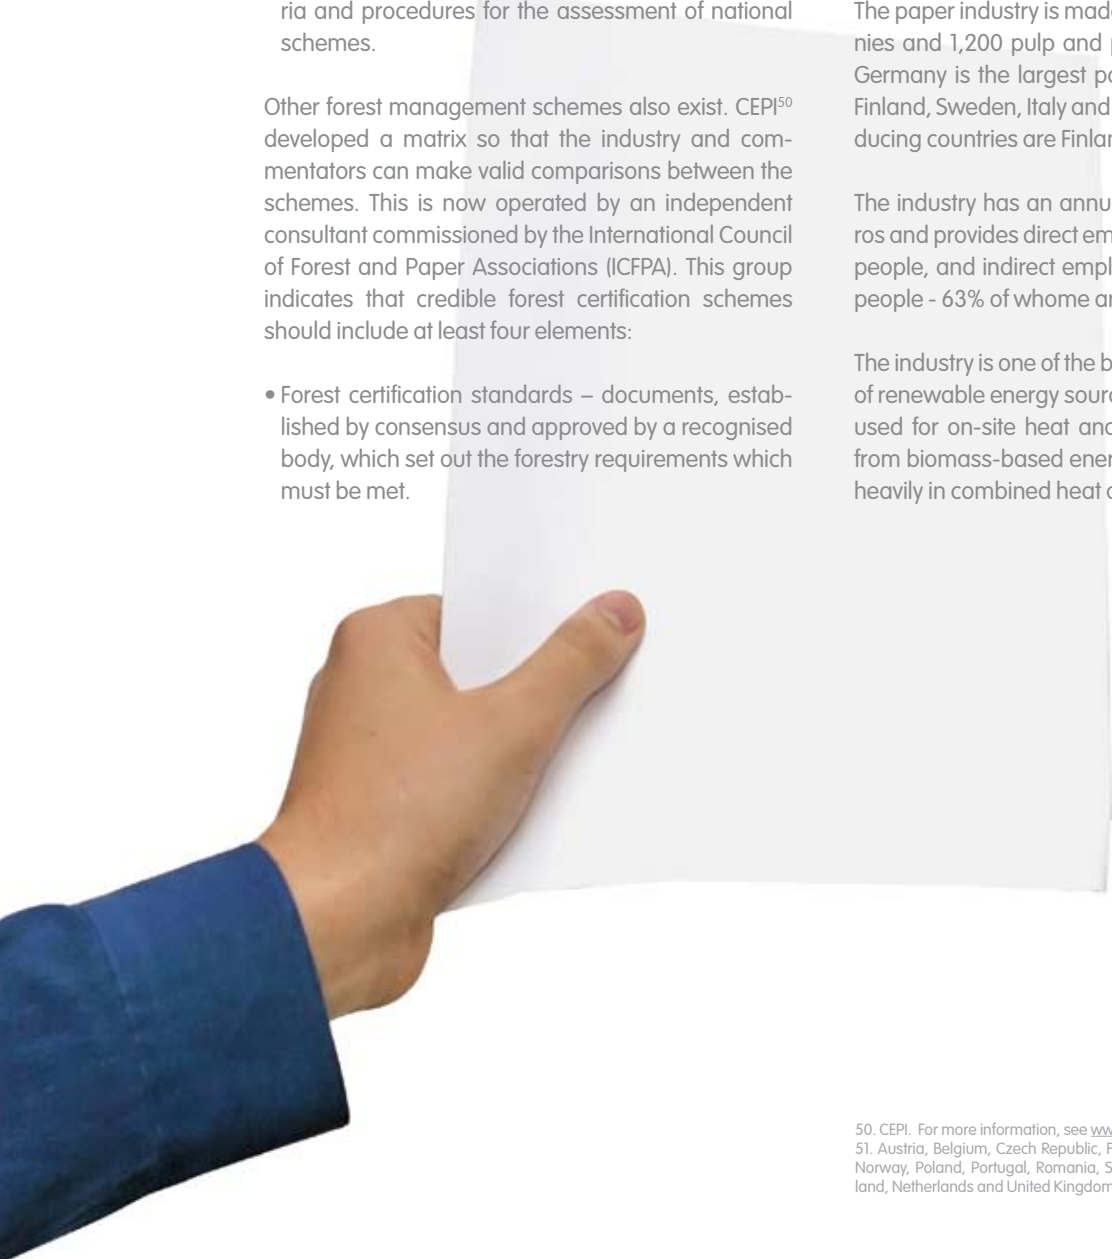 ria and procedures for the assessment of national
schemes.
Other forest management schemes also exist. CEPI50
developed a matrix so that the industry and com-
mentators can make valid comparisons between the
schemes. This is now operated by an independent
consultant commissioned by the International Council
of Forest and Paper Associations (ICFPA). This group
indicates that credible forest certification schemes
should include at least four elements:
• Forest certification standards – documents, estab-
lished by consensus and approved by a recognised
body, which set out the forestry requirements which
must be met.
The paper industry is made
nies and 1,200 pulp and
Germany is the largest
Finland, Sweden, Italy and
ducing countries are
The industry has an
ros and provides direct
people, and indirect
people - 63% of whome
The industry is one of the
of renewable energy
used for on-site heat and
from biomass-based
heavily in combined heat
50. CEPI. For more information, see
51. Austria, Belgium, Czech Republic,
Norway, Poland, Portugal, Romania,
land, Netherlands and United Kingdom